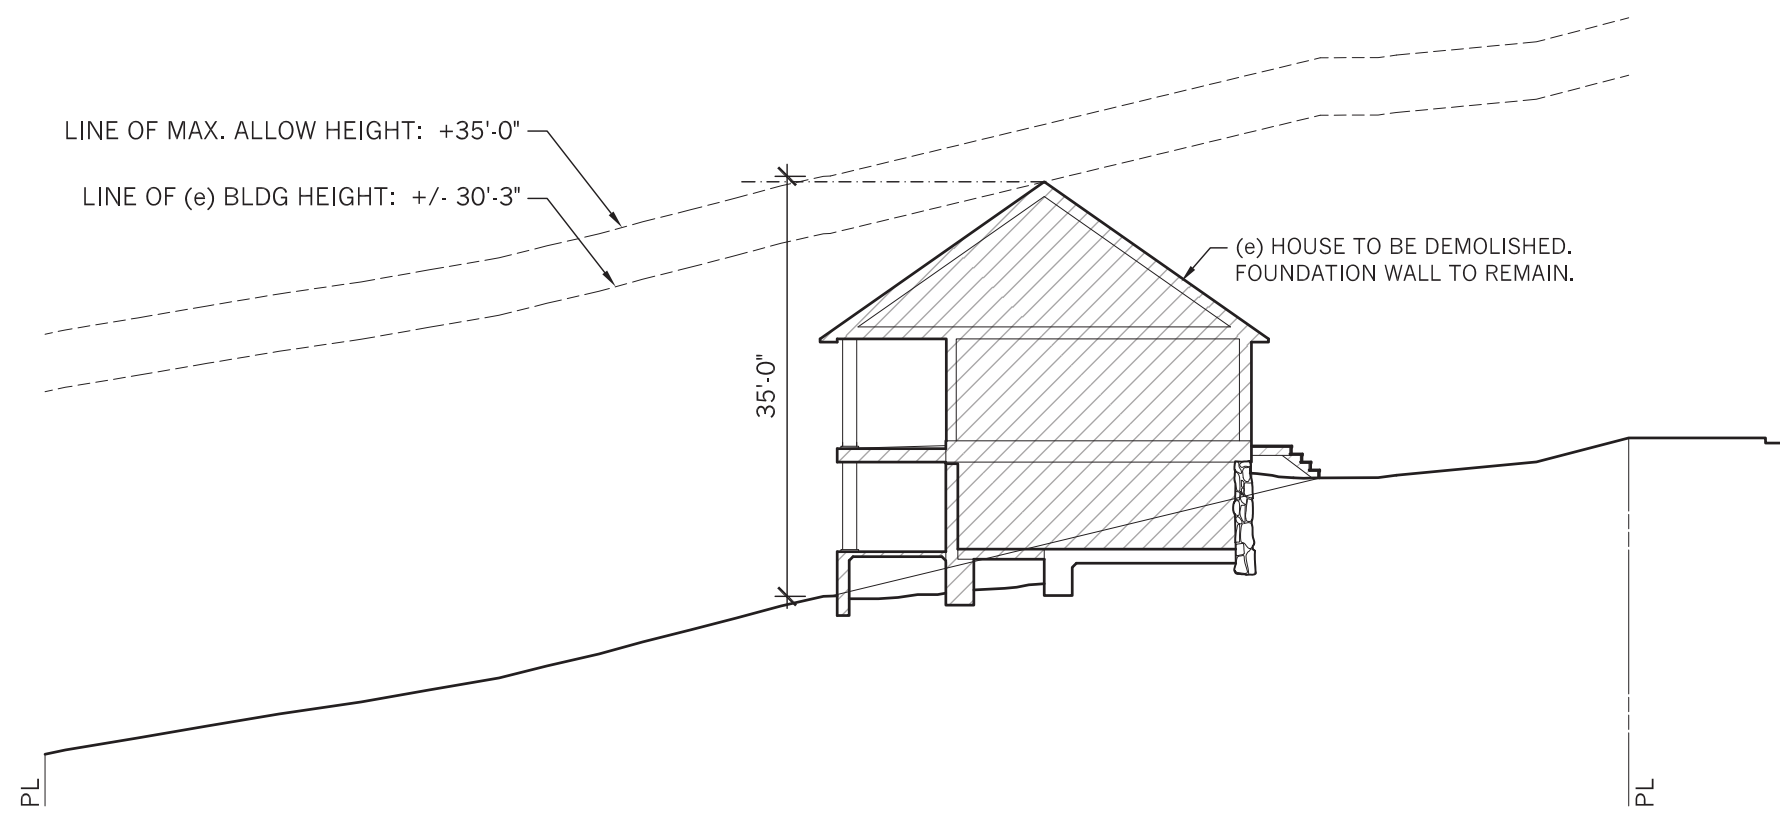 LINE OF MAX. ALLOW HEIGHT: +35'-0"
LINE OF (e) BLDG HEIGHT: +/- 30'-3"
(e) HOUSE TO BE DEMOLISHED.
FOUNDATION WALL TO REMAIN.
35'-0"
PL
PL